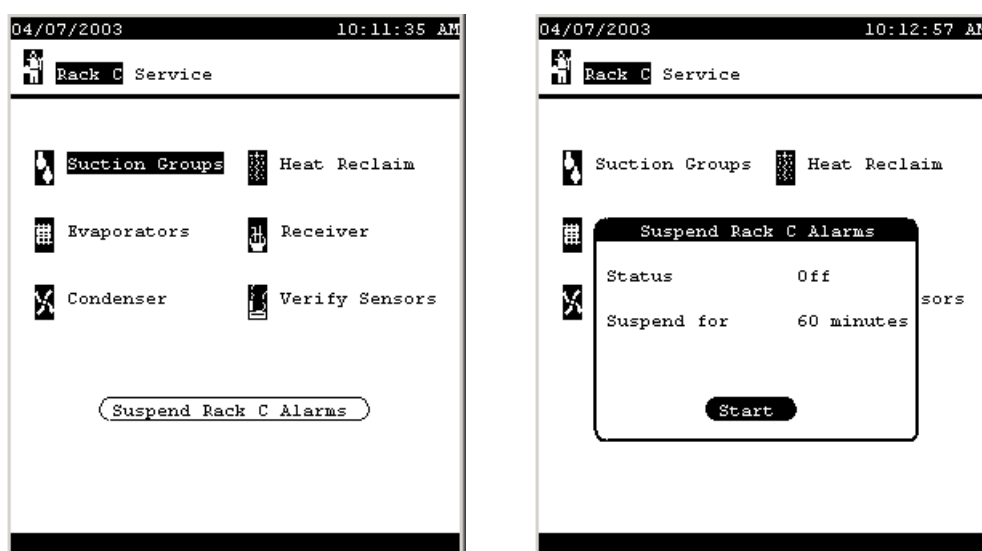 04/07/2003 10:11:35 AM
Rack C Service
Suction Groups Heat Reclaim
Evaporators Receiver
Condenser Verify Sensors
Suspend Rack C Alarms
04/07/2003 10:12:57 AM
Rack C Service
Suction Groups Heat Reclaim
Suspend Rack C Alarms
Status Off
sors
Suspend for 60 minutes
Start